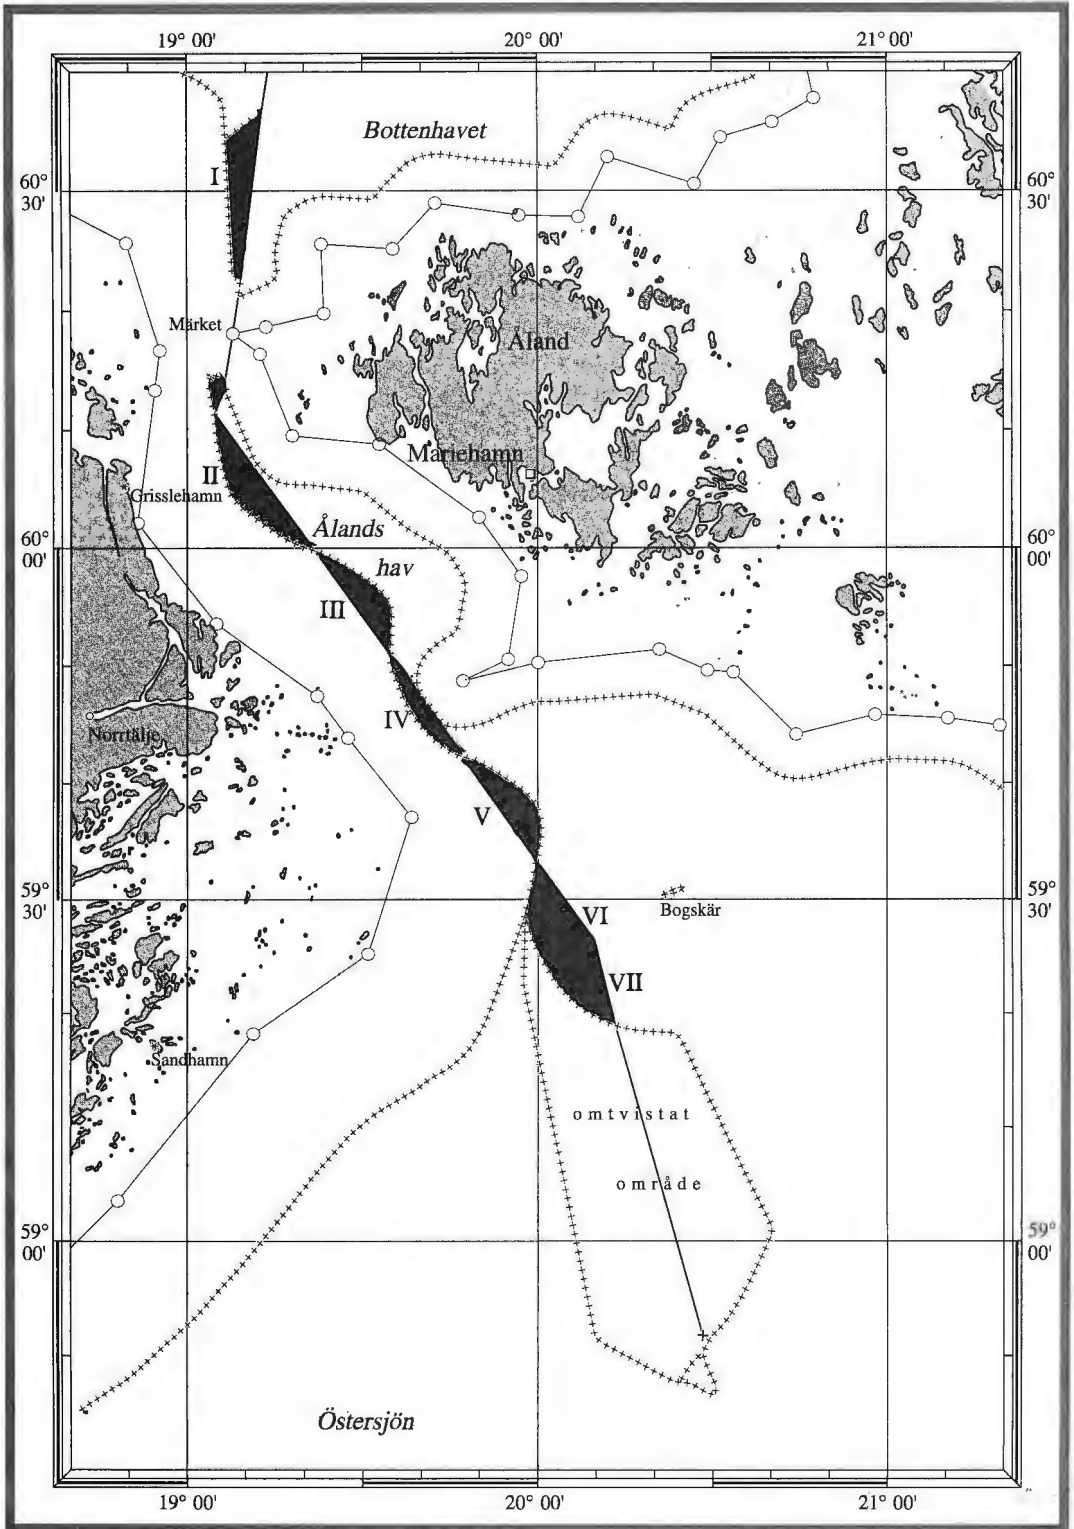 19° 00'
20° 00'
21° 00'
Bottenhavet
I
60°
30'
60°
30'
Märket
Åland
Mariehamn
II
Grisslehamn
Ålands
hav
60°
00'
60°
00'
III
IV
Norrtälje
V
59°
30'
59°
30'
VI
Bogskär
VII
Sandhamn
omtvistat
område
59°
00'
59°
00'
Östersjön
19° 00'
20° 00'
21° 00'